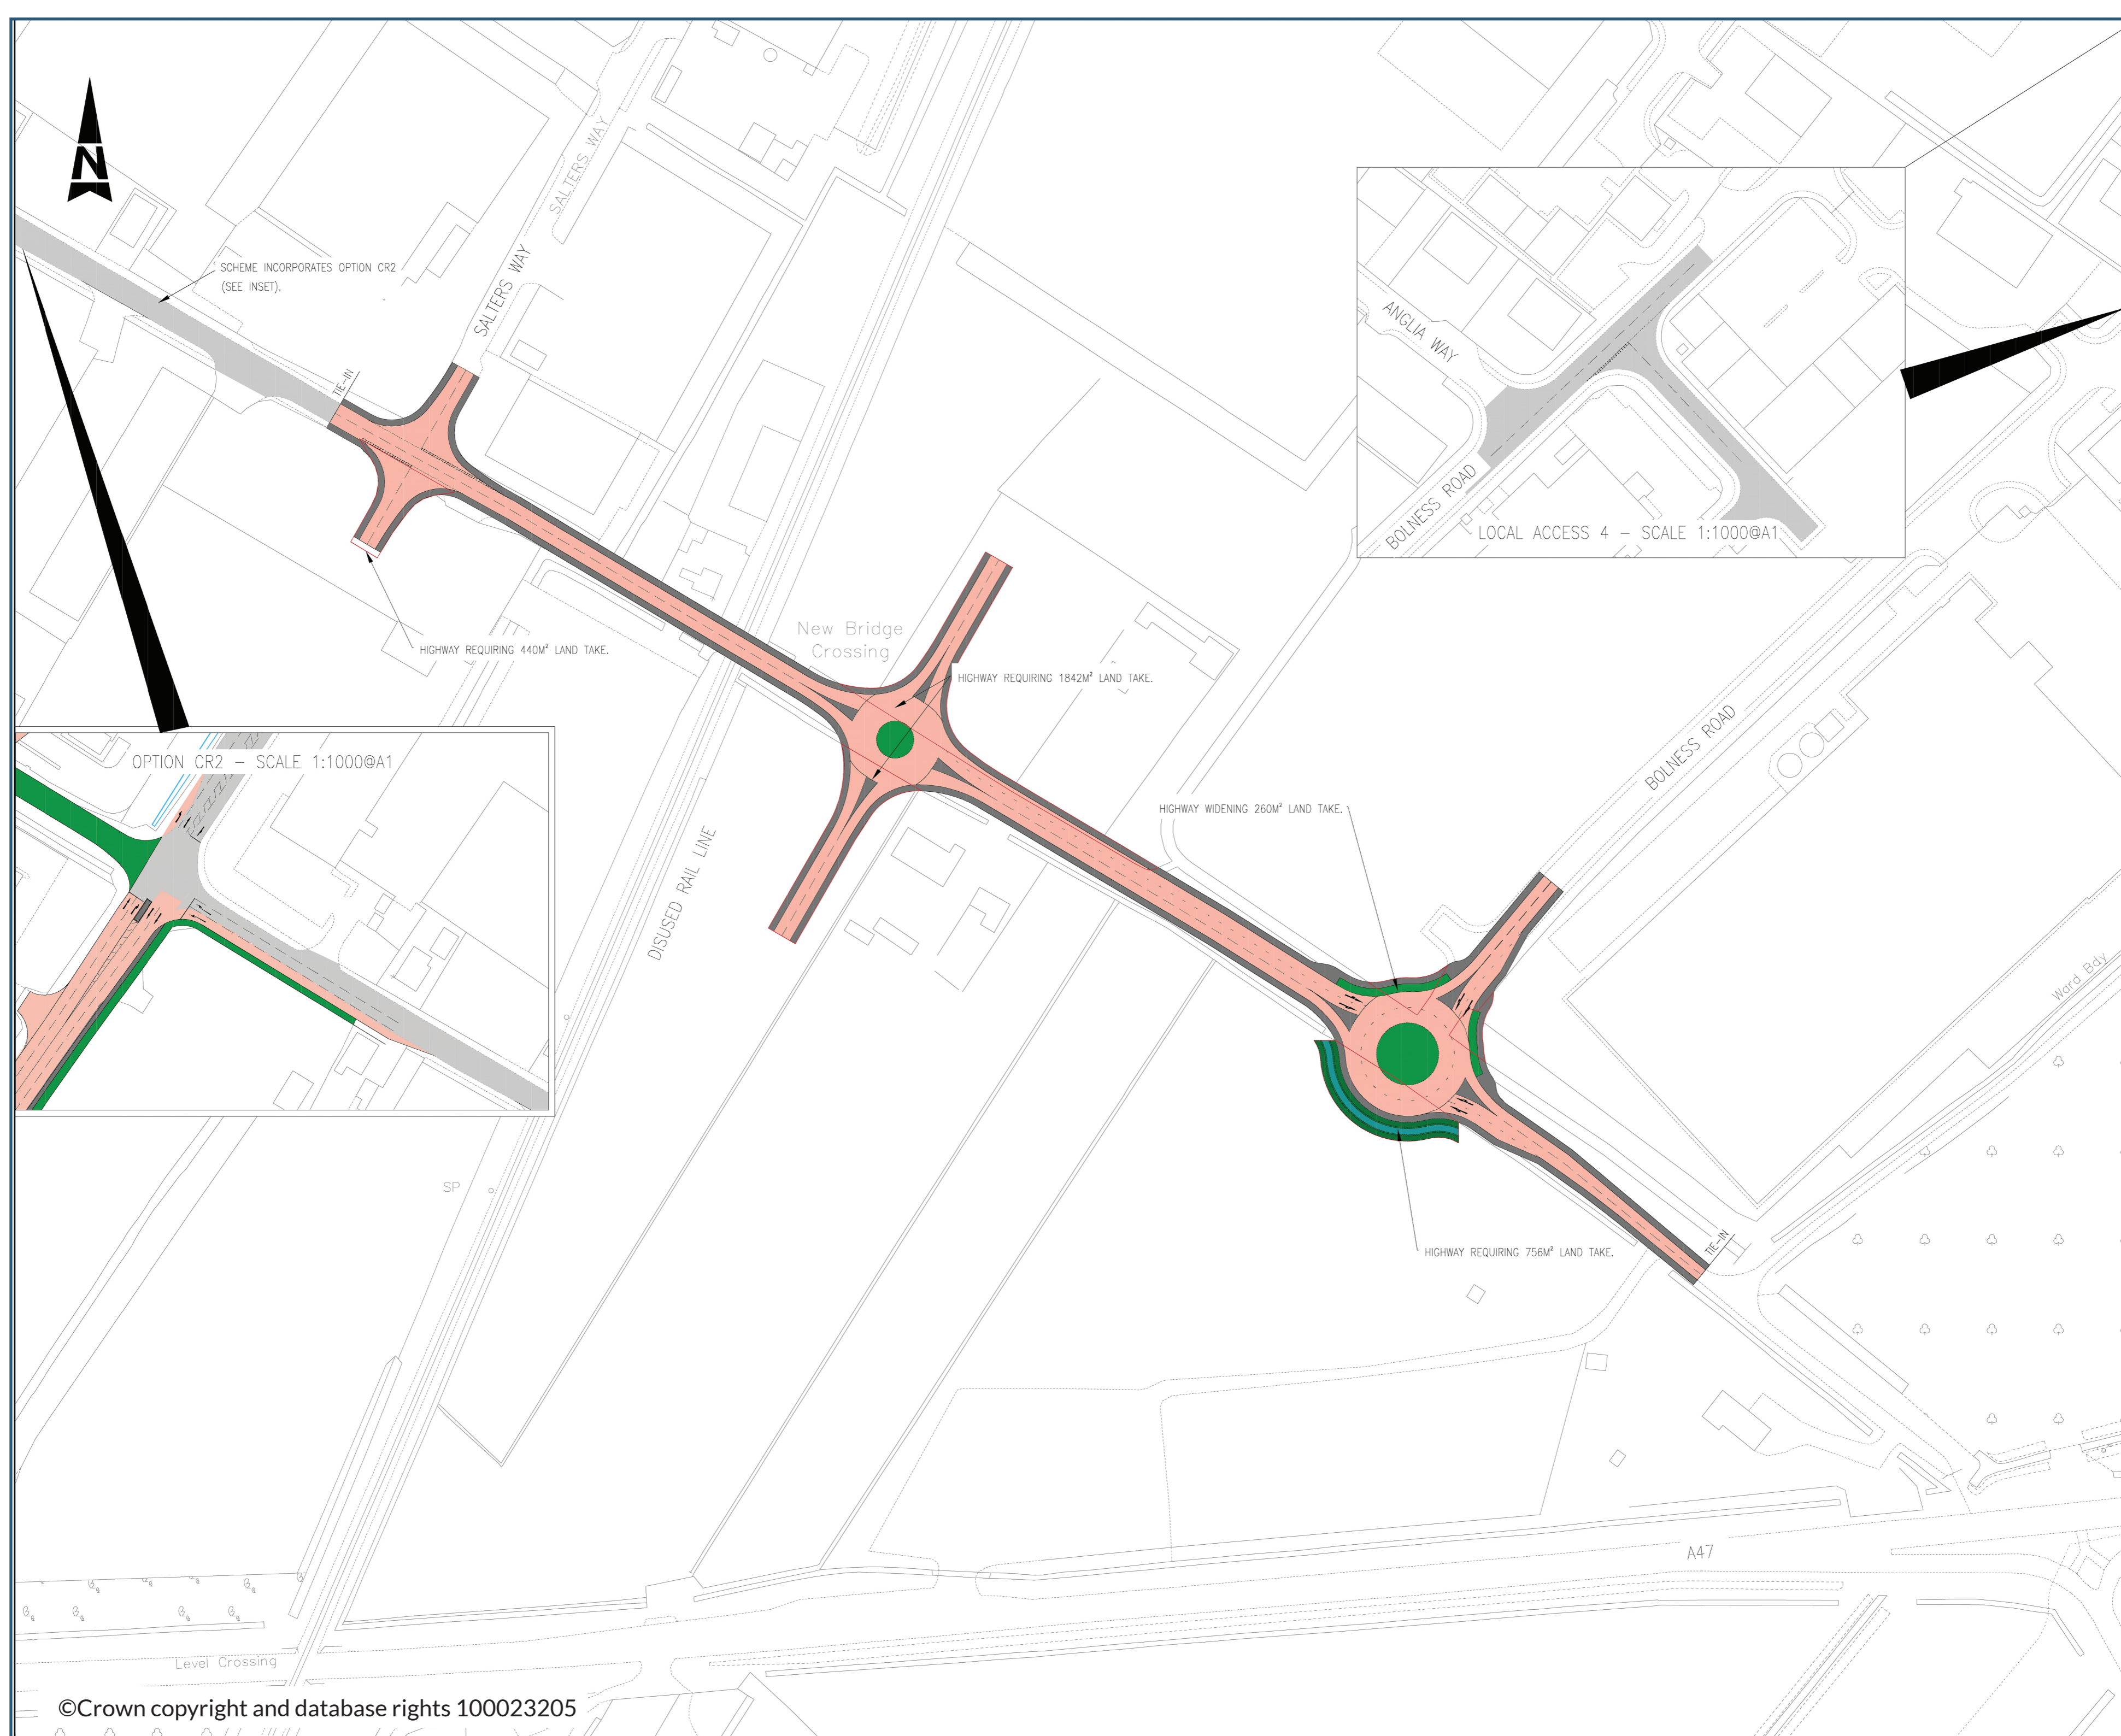 N
SALTERS WAY
SALTERS WAY
SCHEME INCORPORATES OPTION CR2
(SEE INSET).
TIE-IN
ANGLIA WAY
BOLNESS ROAD
LOCAL ACCESS 4 – SCALE 1:1000@A1
New Bridge
Crossing
HIGHWAY REQUIRING 440M² LAND TAKE.
HIGHWAY REQUIRING 1842M² LAND TAKE.
OPTION CR2 – SCALE 1:1000@A1
BOLNESS ROAD
HIGHWAY WIDENING 260M² LAND TAKE.
DISUSED RAIL LINE
Ward Bdy
SP
TIE-IN
HIGHWAY REQUIRING 756M² LAND TAKE.
A47
Level Crossing
©Crown copyright and database rights 100023205